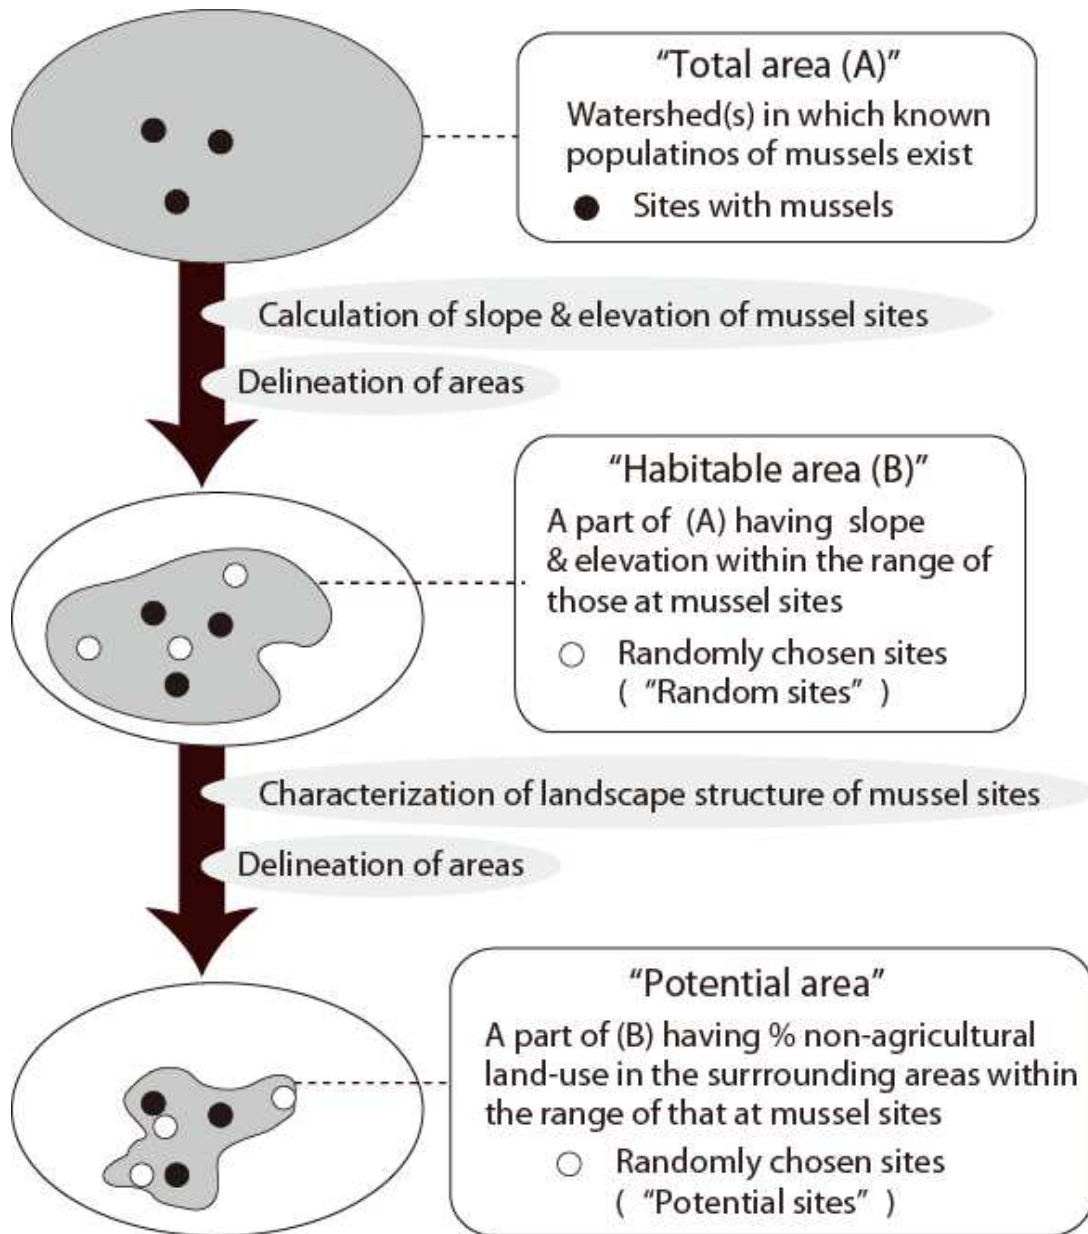 “Total area (A)”
Watershed(s) in which known
populatinos of mussels exist
Sites with mussels
Calculation of slope & elevation of mussel sites
Delineation of areas
“Habitable area (B)”
A part of (A) having slope
& elevation within the range of
those at mussel sites
Randomly chosen sites
( “Random sites” )
Characterization of landscape structure of mussel sites
Delineation of areas
“Potential area”
A part of (B) having % non-agricultural
land-use in the surrrounding areas within
the range of that at mussel sites
Randomly chosen sites
( “Potential sites” )